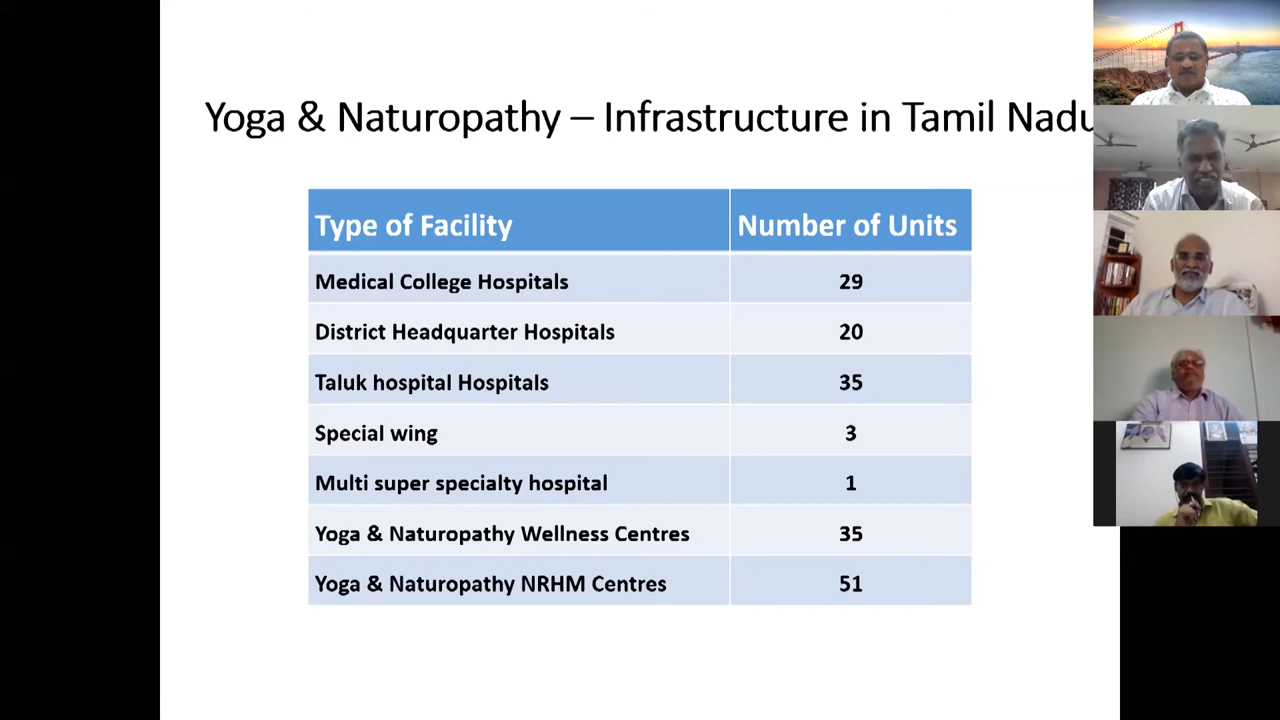 Yoga & Naturopathy – Infrastructure in Tamil Nadu
Type of Facility Number of Units
Medical College Hospitals 29
District Headquarter Hospitals 20
Taluk hospital Hospitals 35
Special wing 3
Multi super specialty hospital 1
Yoga & Naturopathy Wellness Centres 35
Yoga & Naturopathy NRHM Centres 51